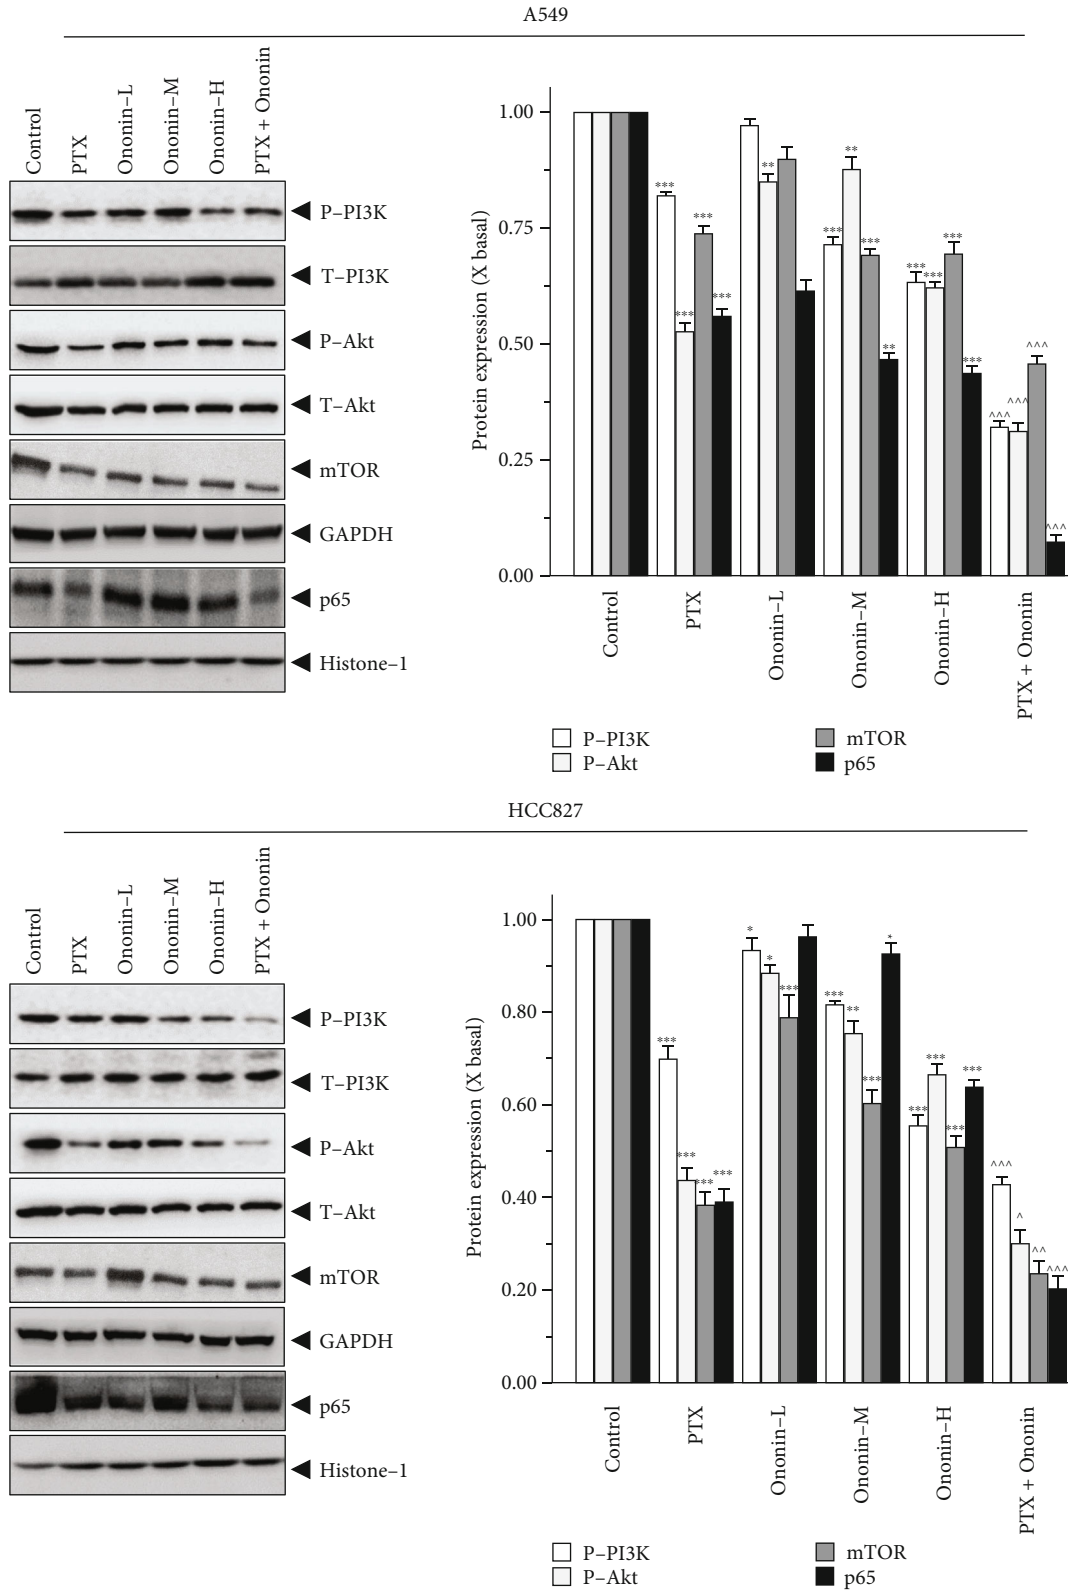 A549
Control
PTX
Ononin–L
Ononin–M
Ononin–H
PTX + Ononin
P–PI3K
T–PI3K
P–Akt
T–Akt
mTOR
GAPDH
p65
Histone–1
Protein expression (X basal)
1.00
0.75
0.50
0.25
0.00
***
***
***
***
**
***
**
***
**
***
***
***
***
^^^
^^^
^^^
^^^
Control
PTX
Ononin–L
Ononin–M
Ononin–H
PTX + Ononin
P–PI3K
P–Akt
mTOR
p65
HCC827
Control
PTX
Ononin–L
Ononin–M
Ononin–H
PTX + Ononin
P–PI3K
T–PI3K
P–Akt
T–Akt
mTOR
GAPDH
p65
Histone–1
Protein expression (X basal)
1.00
0.80
0.60
0.40
0.20
0.00
***
***
***
***
*
*
***
***
**
***
*
***
***
***
***
^^^
^
^^
^^^
Control
PTX
Ononin–L
Ononin–M
Ononin–H
PTX + Ononin
P–PI3K
P–Akt
mTOR
p65